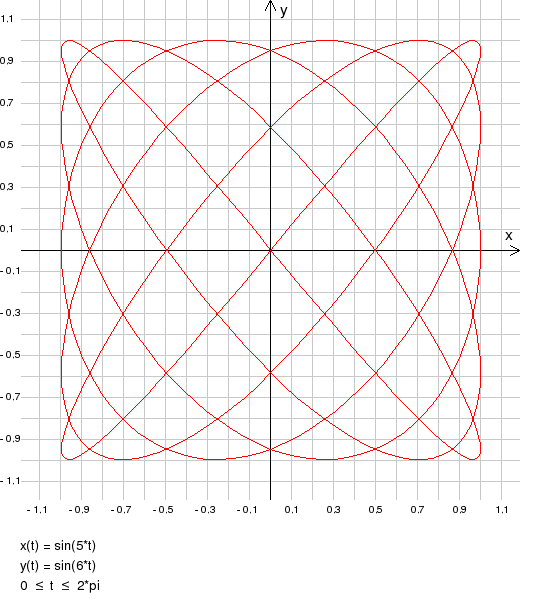 1.1
y
0.9
0.7
0.5
0.3
0.1
x
- 0.1
- 0.3
- 0.5
- 0.7
- 0.9
- 1.1
- 1.1 - 0.9 - 0.7 - 0.5 - 0.3 - 0.1 0.1 0.3 0.5 0.7 0.9 1.1
x(t) = sin(5*t)
y(t) = sin(6*t)
0 ≤ t ≤ 2*pi